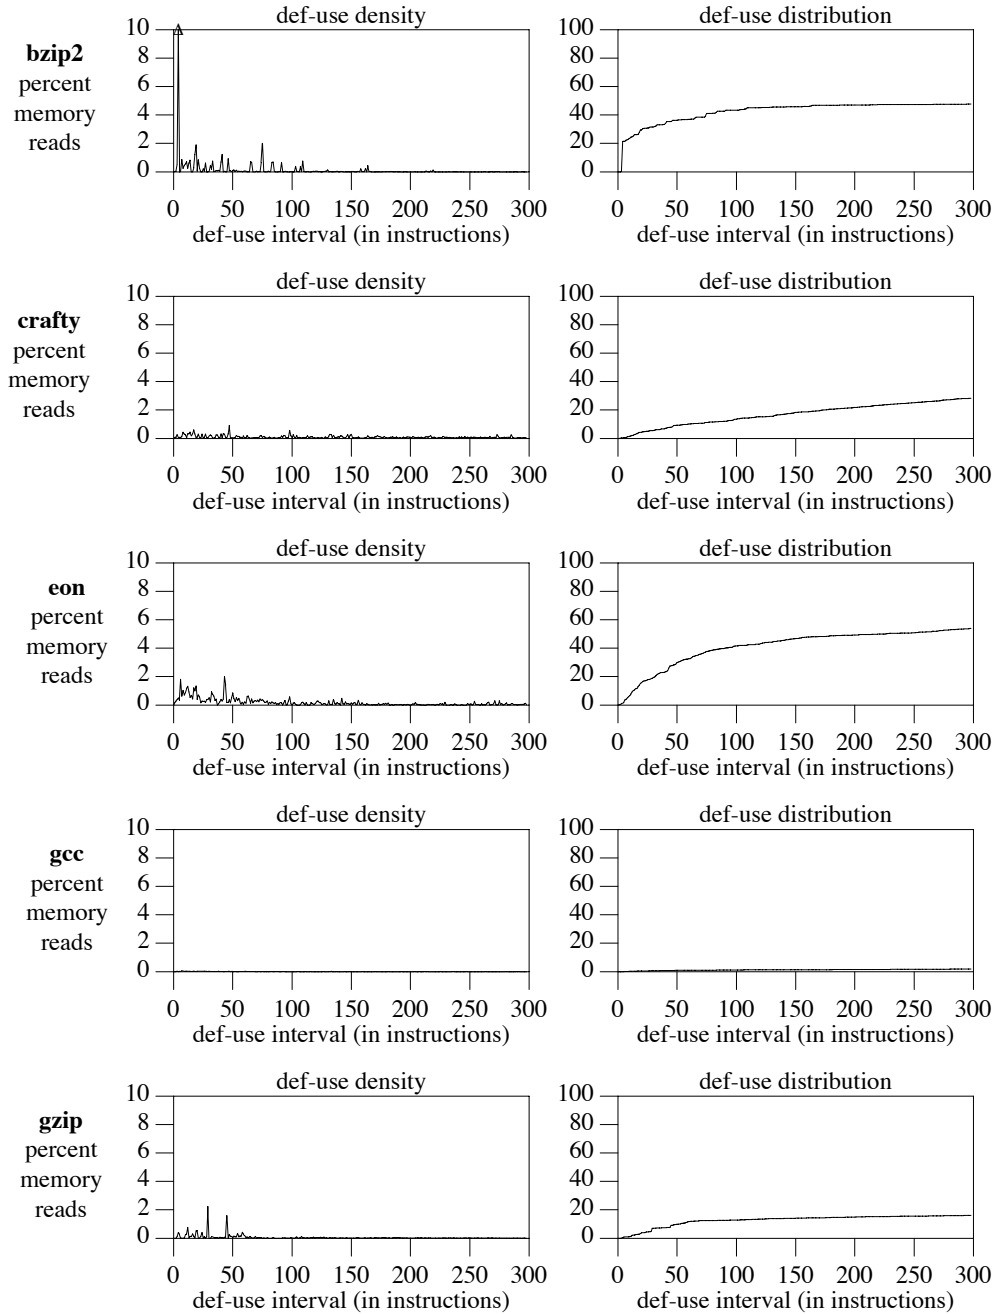 def-use density
def-use distribution
bzip2
percent
memory
reads
10
8
6
4
2
0
100
80
60
40
20
0
0 50 100 150 200 250 300
0 50 100 150 200 250 300
def-use interval (in instructions)
def-use interval (in instructions)
def-use density
def-use distribution
crafty
percent
memory
reads
10
8
6
4
2
0
100
80
60
40
20
0
0 50 100 150 200 250 300
0 50 100 150 200 250 300
def-use interval (in instructions)
def-use interval (in instructions)
def-use density
def-use distribution
eon
percent
memory
reads
10
8
6
4
2
0
100
80
60
40
20
0
0 50 100 150 200 250 300
0 50 100 150 200 250 300
def-use interval (in instructions)
def-use interval (in instructions)
def-use density
def-use distribution
gcc
percent
memory
reads
10
8
6
4
2
0
100
80
60
40
20
0
0 50 100 150 200 250 300
0 50 100 150 200 250 300
def-use interval (in instructions)
def-use interval (in instructions)
def-use density
def-use distribution
gzip
percent
memory
reads
10
8
6
4
2
0
100
80
60
40
20
0
0 50 100 150 200 250 300
0 50 100 150 200 250 300
def-use interval (in instructions)
def-use interval (in instructions)